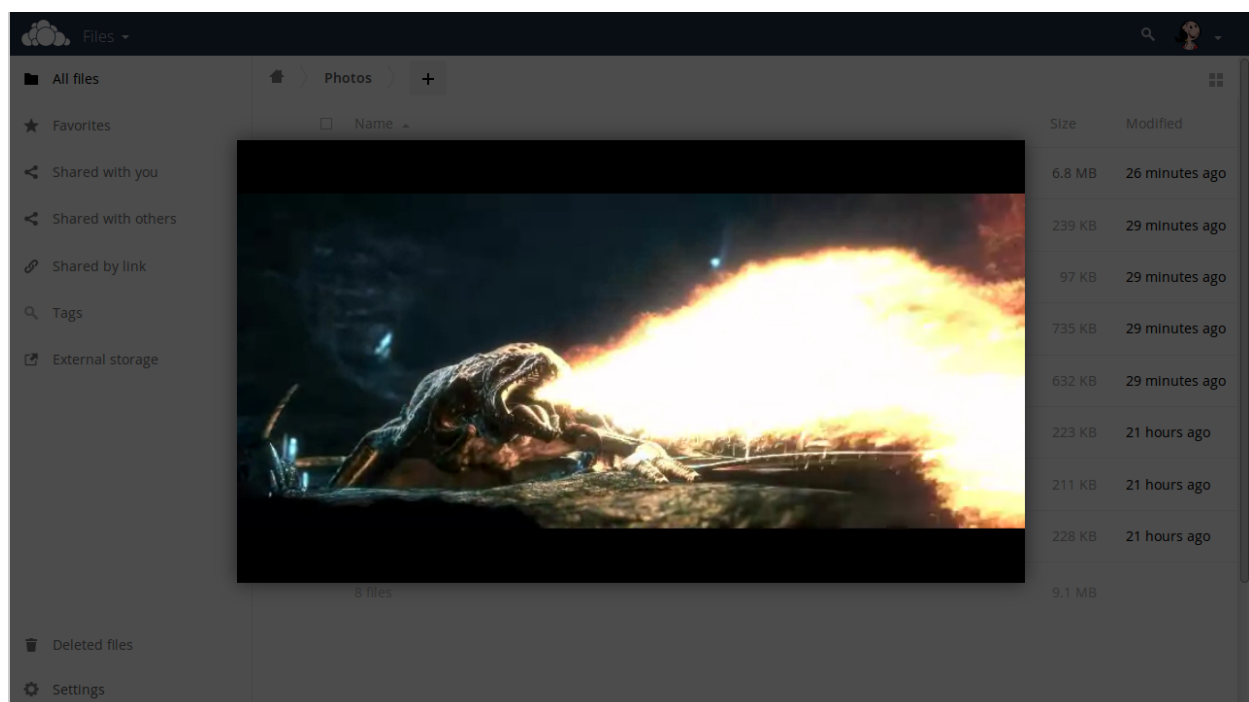 Files
All files
Favorites
Shared with you
Shared with others
Shared by link
Tags
External storage
Deleted files
Settings
Photos
+
Name Size Modified
6.8 MB 26 minutes ago
239 KB 29 minutes ago
97 KB 29 minutes ago
735 KB 29 minutes ago
632 KB 29 minutes ago
223 KB 21 hours ago
211 KB 21 hours ago
228 KB 21 hours ago
8 files 9.1 MB